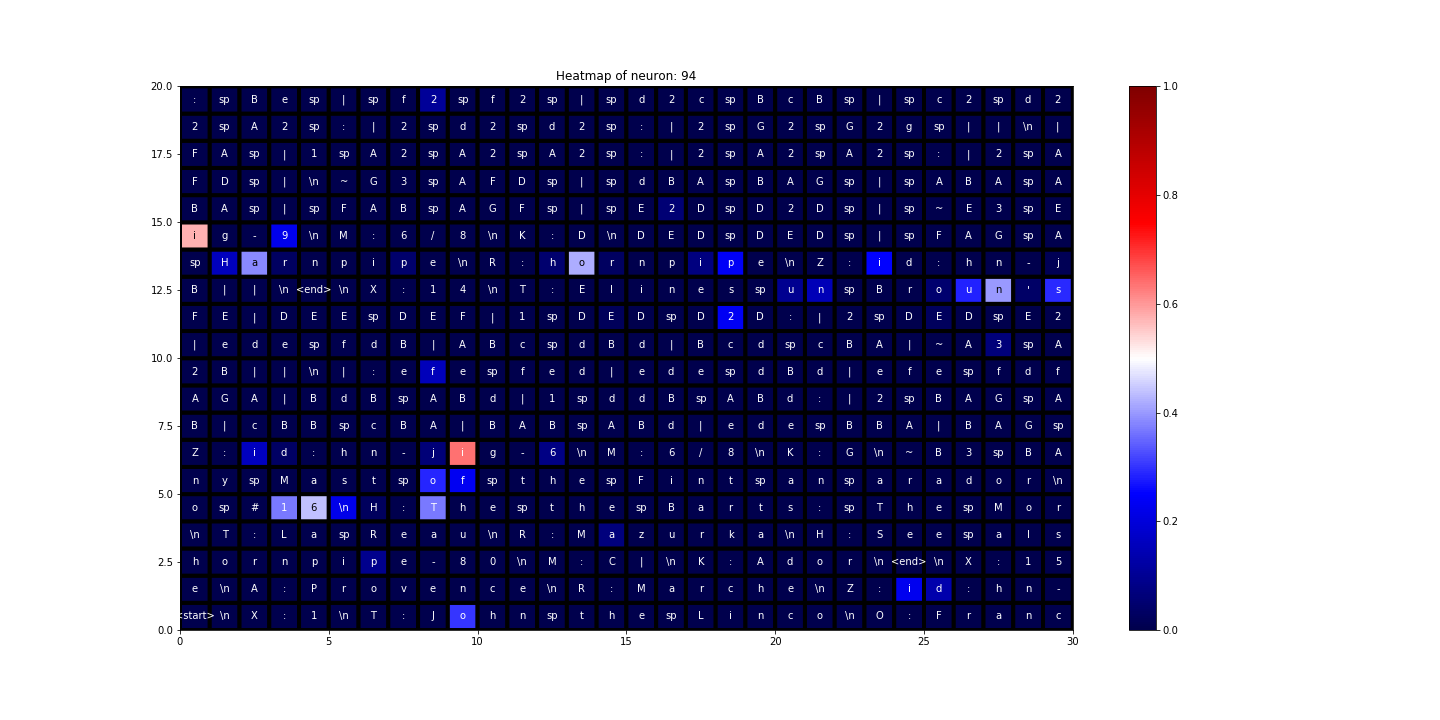 Heatmap of neuron: 94
20.0 : sp B e sp | sp f 2 sp f 2 sp | sp d 2 c sp B c B sp | sp c 2 sp d 2
2 sp A 2 sp : | 2 sp d 2 sp d 2 sp : | 2 sp G 2 sp G 2 g sp | | \n |
17.5 F A sp | 1 sp A 2 sp A 2 sp A 2 sp : | 2 sp A 2 sp A 2 sp : | 2 sp A
F D sp | \n ~ G 3 sp A F D sp | sp d B A sp B A G sp | sp A B A sp A
B A sp | sp F A B sp A G F sp | sp E 2 D sp D 2 D sp | sp ~ E 3 sp E
15.0 i g - 9 \n M : 6 / 8 \n K : D \n D E D sp D E D sp | sp F A G sp A
sp H a r n p i p e \n R : h o r n p i p e \n Z : i d : h n - j
12.5 B | | \n <end> \n X : 1 4 \n T : E l i n e s sp u n sp B r o u n ' s
F E | D E E sp D E F | 1 sp D E D sp D 2 D : | 2 sp D E D sp E 2
| e d e sp f d B | A B c sp d B d | B c d sp c B A | ~ A 3 sp A
10.0 2 B | | \n | : e f e sp f e d | e d e sp d B d | e f e sp f d f
A G A | B d B sp A B d | 1 sp d d B sp A B d : | 2 sp B A G sp A
7.5 B | c B B sp c B A | B A B sp A B d | e d e sp B B A | B A G sp
Z : i d : h n - j i g - 6 \n M : 6 / 8 \n K : G \n ~ B 3 sp B A
n y sp M a s t sp o f sp t h e sp F i n t sp a n sp a r a d o r \n
5.0 o sp # 1 6 \n H : T h e sp t h e sp B a r t s : sp T h e sp M o r
\n T : L a sp R e a u \n R : M a z u r k a \n H : S e e sp a l s
2.5 h o r n p i p e - 8 0 \n M : C | \n K : A d o r \n <end> \n X : 1 5
e \n A : P r o v e n c e \n R : M a r c h e \n Z : i d : h n -
<start> \n X : 1 \n T : J o h n sp t h e sp L i n c o \n O : F r a n c
0.0
0 5 10 15 20 25 30
1.0
0.8
0.6
0.4
0.2
0.0